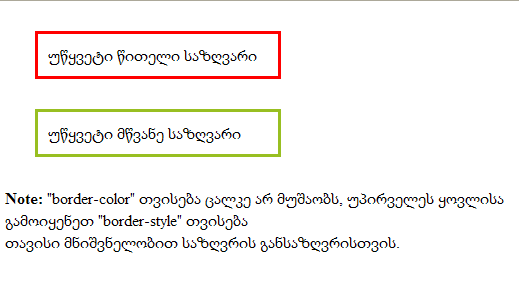 უწყვეტი წითელი საზღვარი
უწყვეტი მწვანე საზღვარი
Note: "border-color" თვისება ცალკე არ მუშაობს, უპირველეს ყოვლისა
გამოიყენეთ "border-style" თვისება
თავისი მნიშვნელობით საზღვრის განსაზღვრისთვის.